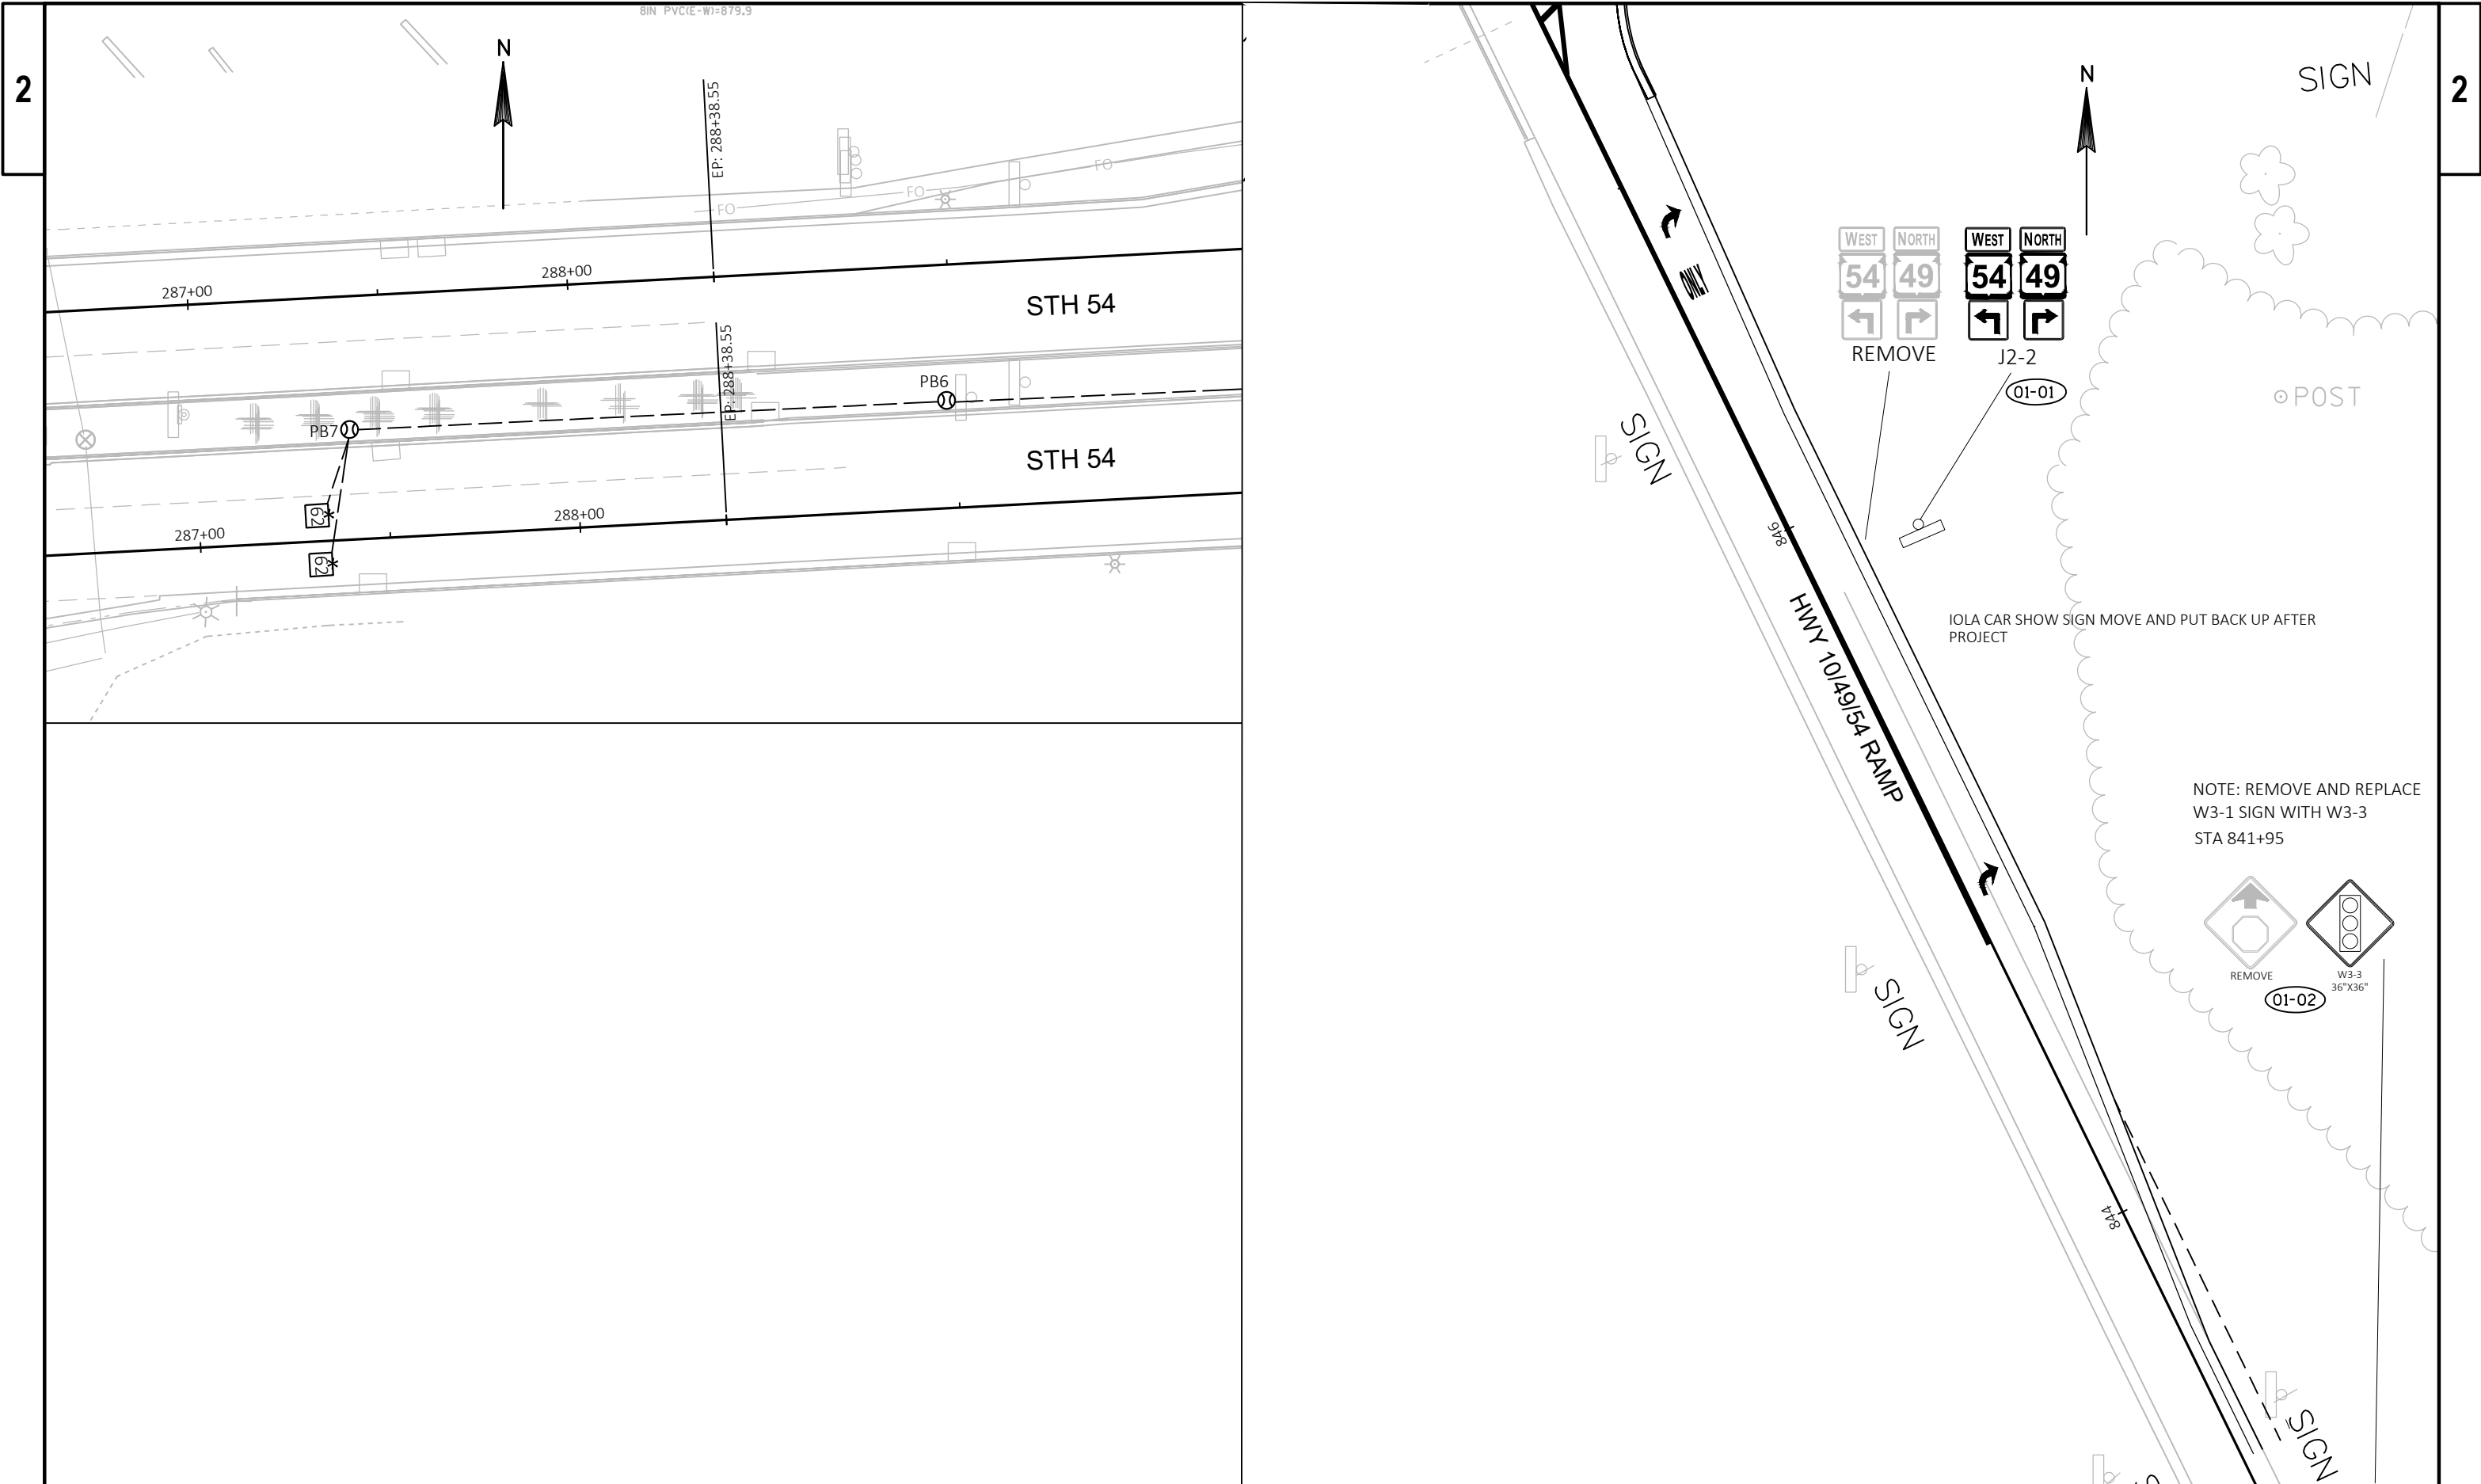 2
8IN PVC(E-W)=879.9
N
EP: 288+38.55
FO
FO
FO
287+00
288+00
STH 54
EP: 288+38.55
PB6
PB7
STH 54
62
*
62
*
287+00
288+00
N
SIGN
2
ONLY
WEST NORTH
54 49
REMOVE
WEST NORTH
54 49
J2-2
01-01
POST
SIGN
846
HWY 10/49/54 RAMP
IOLA CAR SHOW SIGN MOVE AND PUT BACK UP AFTER
PROJECT
NOTE: REMOVE AND REPLACE
W3-1 SIGN WITH W3-3
STA 841+95
REMOVE
W3-3
36"X36"
01-02
SIGN
844
SIGN